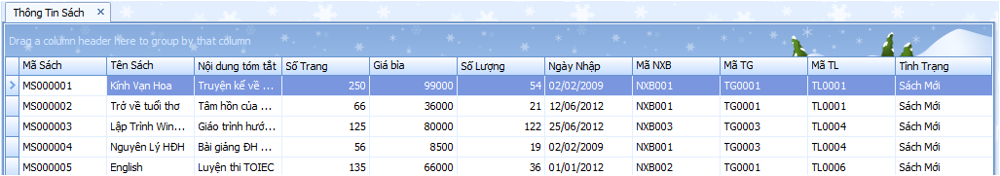 Thông Tin Sách
Drag a column header here to group by that column
Mã Sách Tên Sách Nội dung tóm tắt Số Trang Giá bìa Số Lượng Ngày Nhập Mã NXB Mã TG Mã TL Tình Trạng
MS000001 Kính Vạn Hoa Truyện kể về ... 250 99000 54 02/02/2009 NXB001 TG0001 TL0001 Sách Mới
MS000002 Trở về tuổi thơ Tâm hồn của ... 66 36000 21 12/06/2012 NXB001 TG0001 TL0001 Sách Mới
MS000003 Lập Trình Win... Giáo trình hướ... 125 80000 122 25/06/2012 NXB003 TG0003 TL0004 Sách Mới
MS000004 Nguyên Lý HĐH Bài giảng ĐH ... 56 8500 19 02/02/2009 NXB001 TG0003 TL0004 Sách Mới
MS000005 English Luyện thi TOIEC 135 66000 36 01/01/2012 NXB002 TG0001 TL0006 Sách Mới